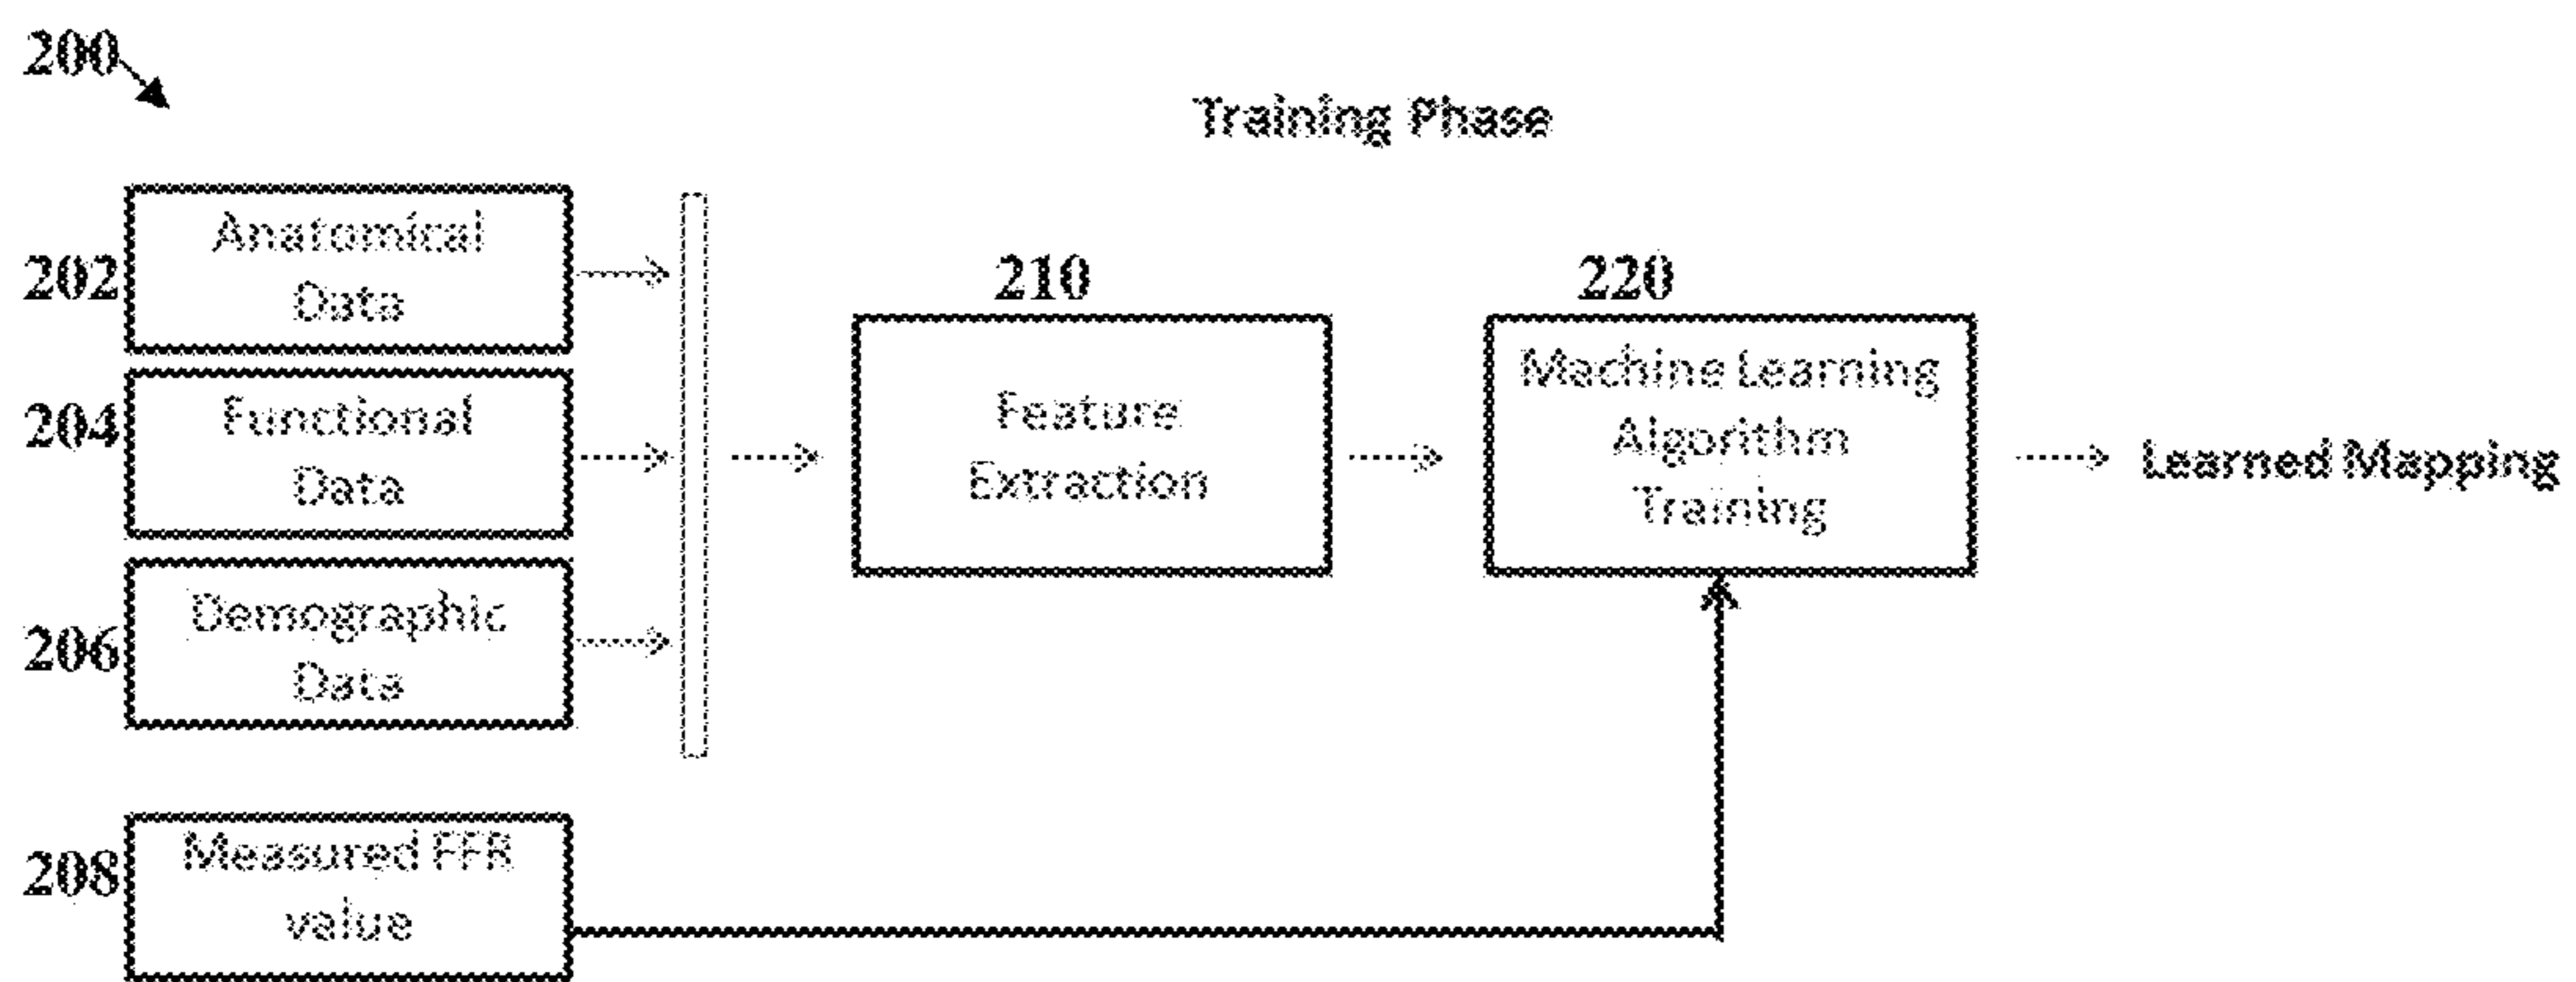 200
Training Phase
202
Anatomical
Data
204
Functional
Data
206
Demographic
Data
208
Measured FFR
value
210
Feature
Extraction
220
Machine Learning
Algorithm
Training
Learned Mapping